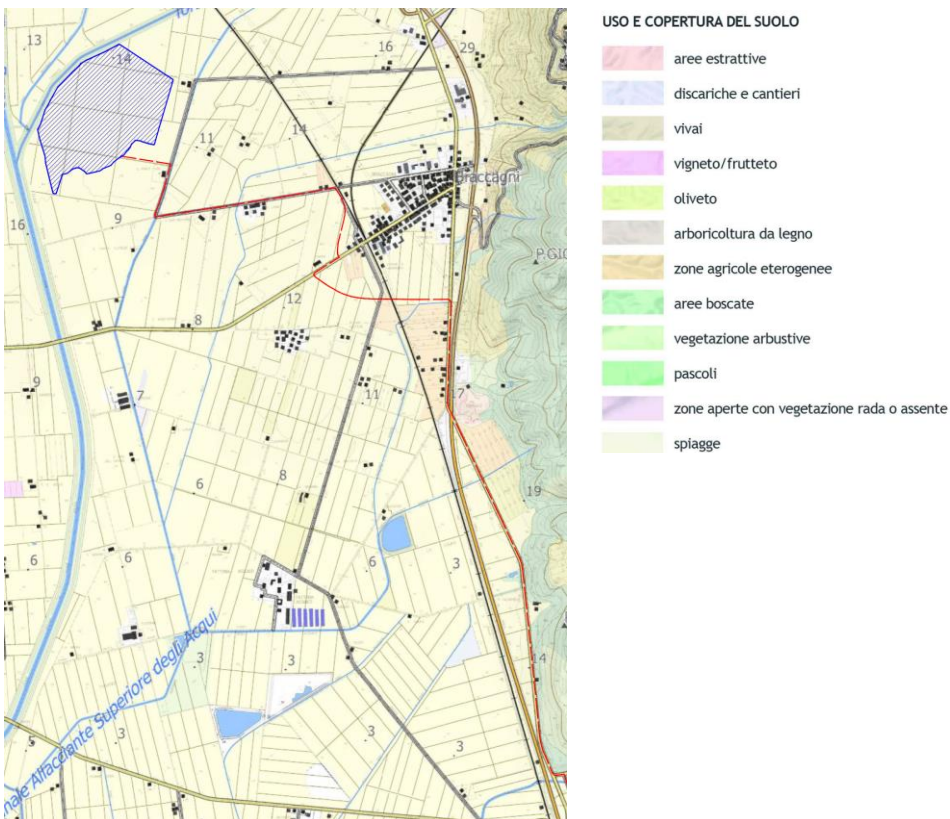 USO E COPERTURA DEL SUOLO
aree estrattive
discariche e cantieri
vivai
vigneto/frutteto
oliveto
arboricoltura da legno
zone agricole eterogenee
aree boscate
vegetazione arbustive
pascoli
zone aperte con vegetazione rada o assente
spiagge
13
14
16
29
11
14
Braccagni
16
9
P.GIO
12
8
9
7
11
17
6
8
19
6
6
6
3
3
3
14
nale Allacciante Superiore degli Acqui
5
3
3
3